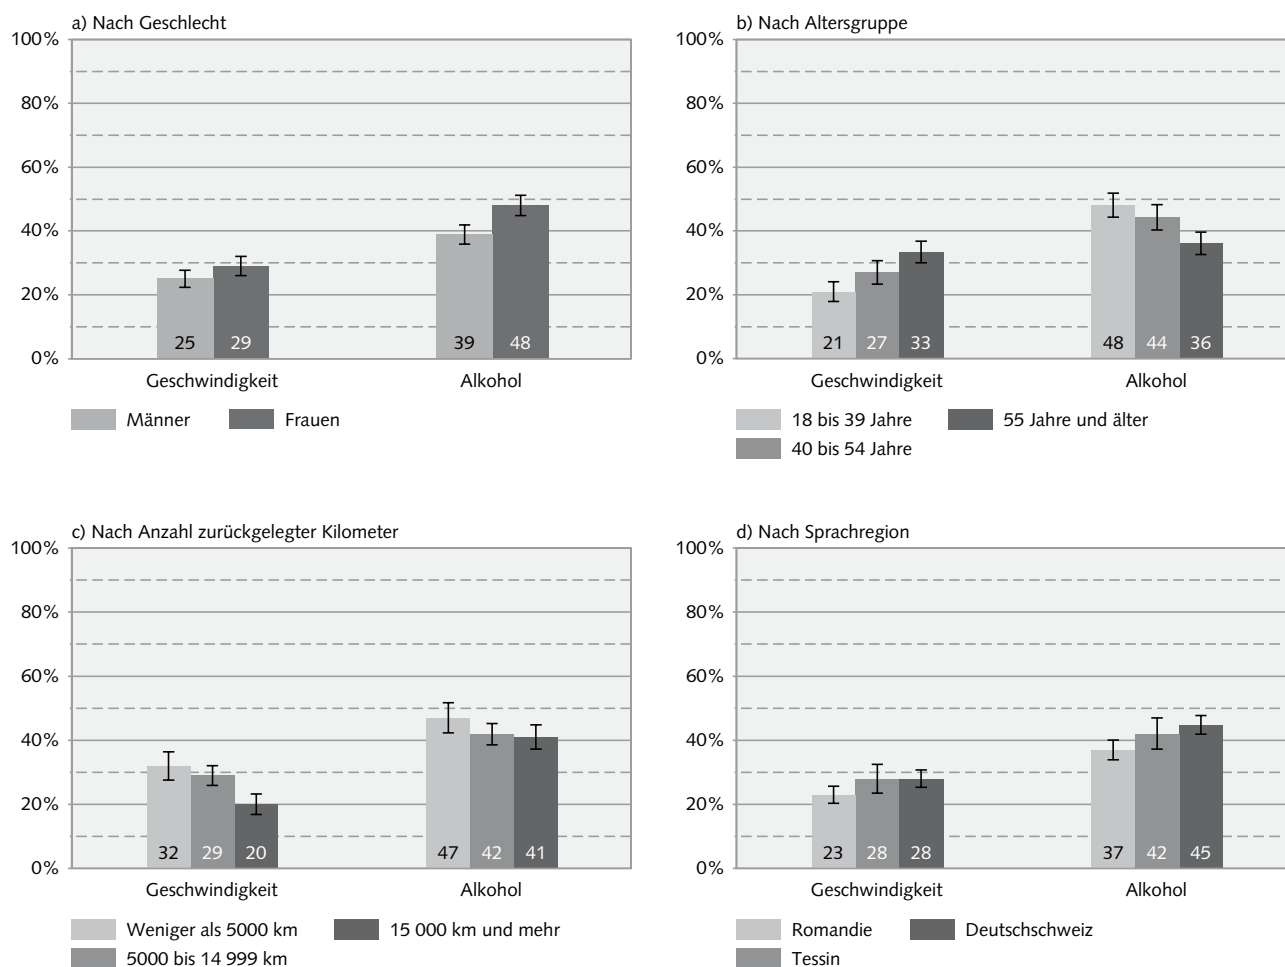 a) Nach Geschlecht
100%
80%
60%
40%
20%
0%
25
29
39
48
Geschwindigkeit
Alkohol
Männer
Frauen
b) Nach Altersgruppe
100%
80%
60%
40%
20%
0%
21
27
33
48
44
36
Geschwindigkeit
Alkohol
18 bis 39 Jahre
55 Jahre und älter
40 bis 54 Jahre
c) Nach Anzahl zurückgelegter Kilometer
100%
80%
60%
40%
20%
0%
32
29
20
47
42
41
Geschwindigkeit
Alkohol
Weniger als 5000 km
15 000 km und mehr
5000 bis 14 999 km
d) Nach Sprachregion
100%
80%
60%
40%
20%
0%
23
28
28
37
42
45
Geschwindigkeit
Alkohol
Romandie
Deutschschweiz
Tessin